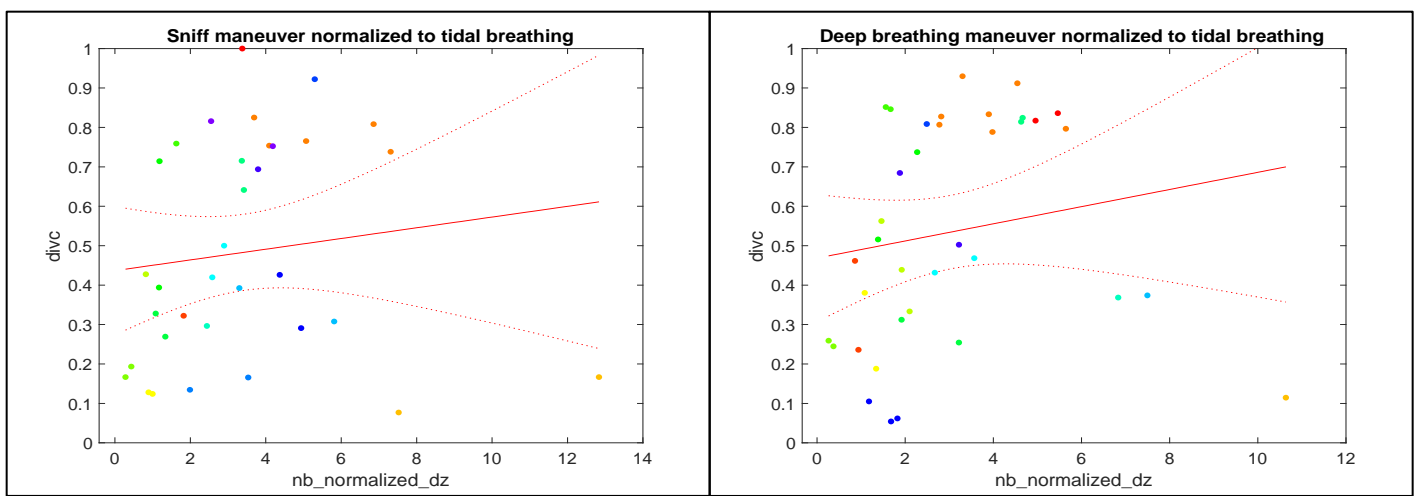 Sniff maneuver normalized to tidal breathing
1
0.9
0.8
0.7
0.6
0.5
0.4
0.3
0.2
0.1
0
divc
0 2 4 6 8 10 12 14
nb_normalized_dz
Deep breathing maneuver normalized to tidal breathing
1
0.9
0.8
0.7
0.6
0.5
0.4
0.3
0.2
0.1
0
divc
0 2 4 6 8 10 12
nb_normalized_dz